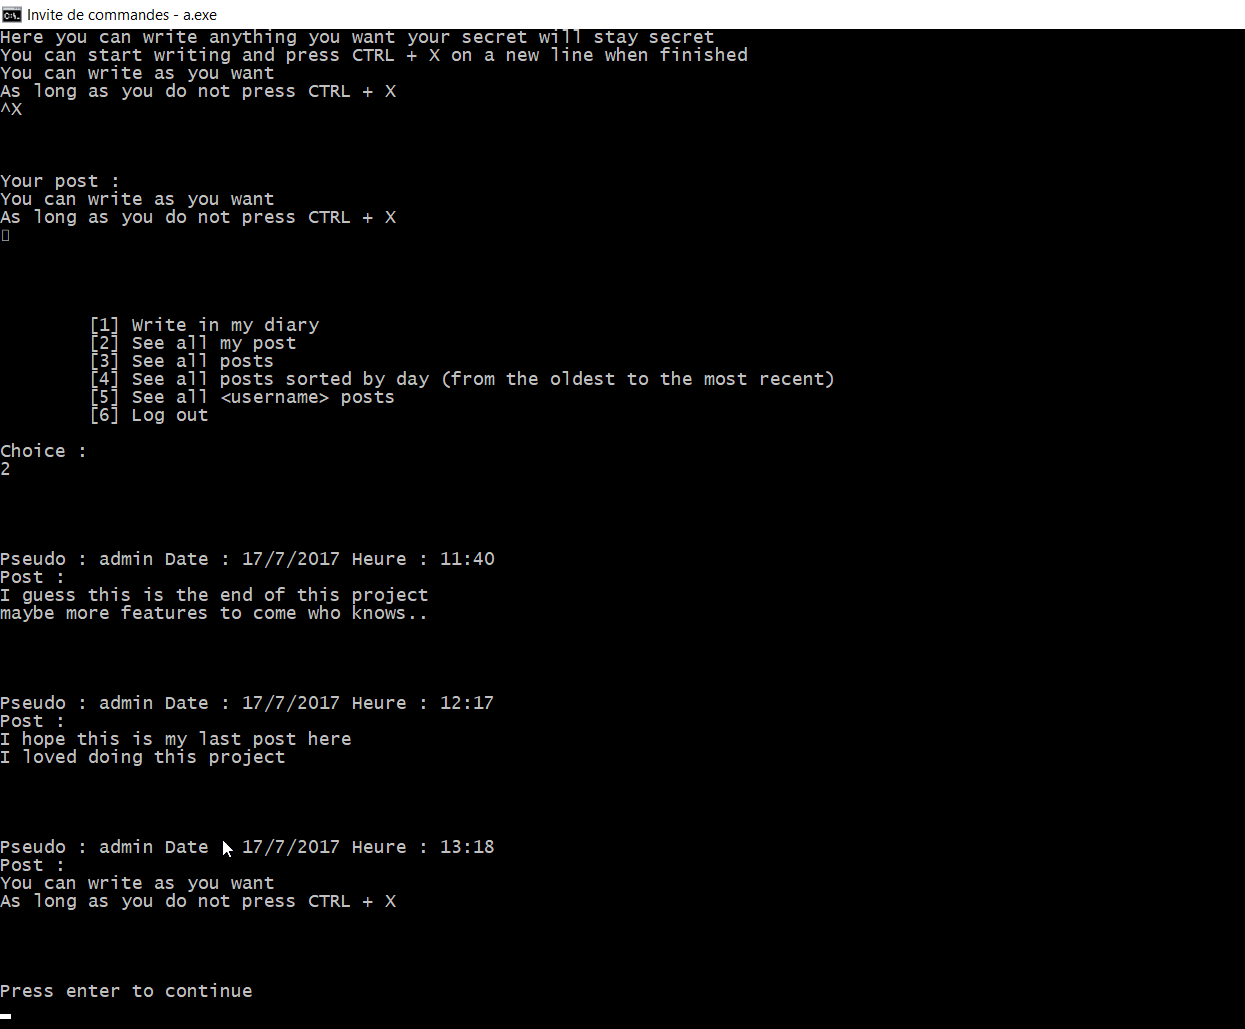 Invite de commandes - a.exe
Here you can write anything you want your secret will stay secret
You can start writing and press CTRL + X on a new line when finished
You can write as you want
As long as you do not press CTRL + X
^X
Your post :
You can write as you want
As long as you do not press CTRL + X
[1] Write in my diary
[2] See all my post
[3] See all posts
[4] See all posts sorted by day (from the oldest to the most recent)
[5] See all <username> posts
[6] Log out
Choice :
2
Pseudo : admin Date : 17/7/2017 Heure : 11:40
Post :
I guess this is the end of this project
maybe more features to come who knows..
Pseudo : admin Date : 17/7/2017 Heure : 12:17
Post :
I hope this is my last post here
I loved doing this project
Pseudo : admin Date 17/7/2017 Heure : 13:18
Post :
You can write as you want
As long as you do not press CTRL + X
Press enter to continue